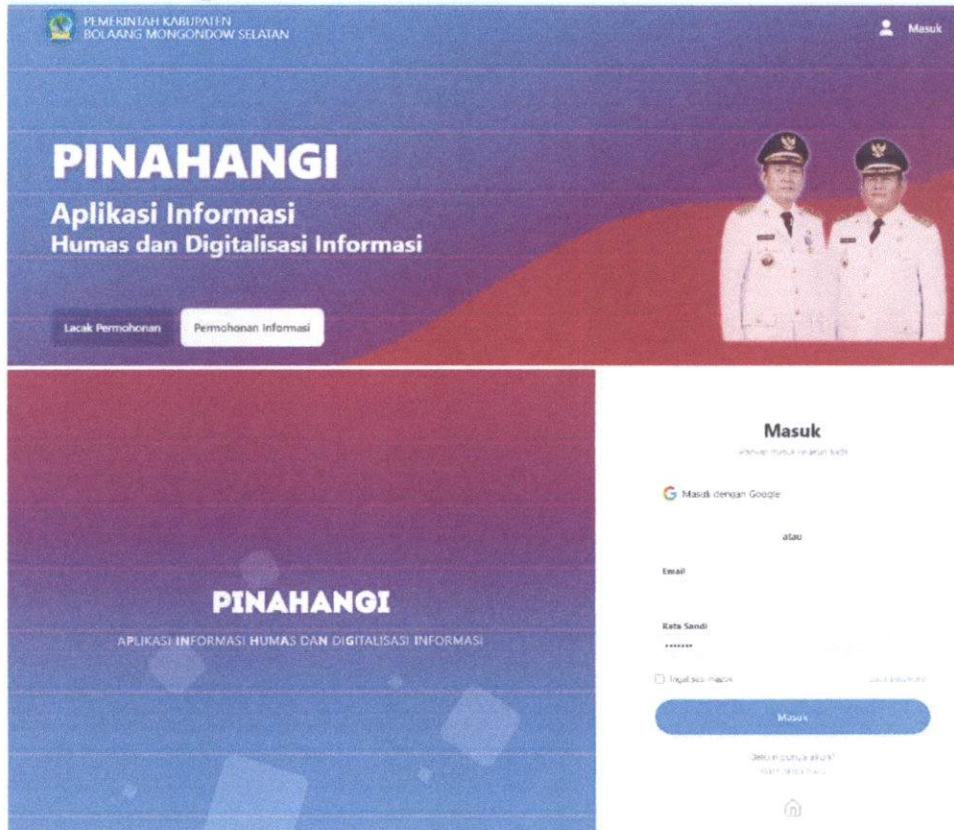 PEMERINTAH KABUPATEN
BOLAANG MONGONDOW SELATAN
Masuk
PINAHANGI
Aplikasi Informasi
Humas dan Digitalisasi Informasi
Lacak Permohonan
Permohonan Informasi
Masuk
Masuk dengan Google
atau
Email
PINAHANGI
APLIKASI INFORMASI HUMAS DAN DIGITALISASI INFORMASI
Kata Sandi
•••••••
Masuk